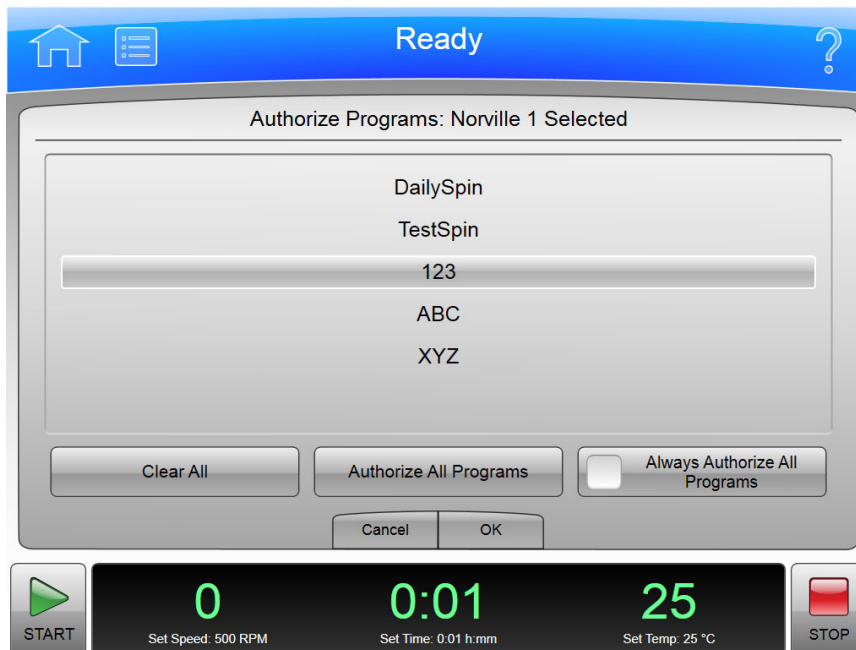 Ready
Authorize Programs: Norville 1 Selected
DailySpin
TestSpin
123
ABC
XYZ
Clear All
Authorize All Programs
Always Authorize All
Programs
Cancel
OK
START
0
Set Speed: 500 RPM
0:01
Set Time: 0:01 h:mm
25
Set Temp: 25 °C
STOP